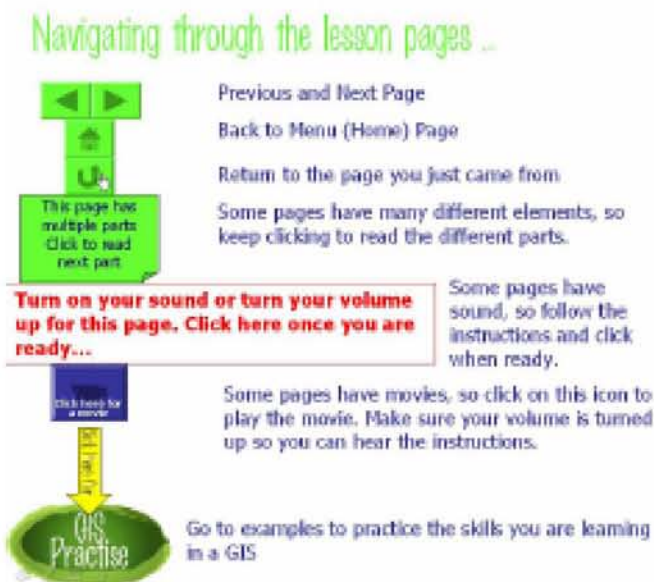 Navigating through the lesson pages ..
Previous and Next Page
Back to Menu (Home) Page
Return to the page you just came from
This page has
multiple parts
Click to read
next part
Some pages have many different elements, so
keep clicking to read the different parts.
Turn on your sound or turn your volume
up for this page. Click here once you are
ready...
Some pages have
sound, so follow the
instructions and click
when ready.
Click here for
a movie
Some pages have movies, so click on this icon to
play the movie. Make sure your volume is turned
up so you can hear the instructions.
GIS
Practise
Go to examples to practice the skills you are learning
in a GIS